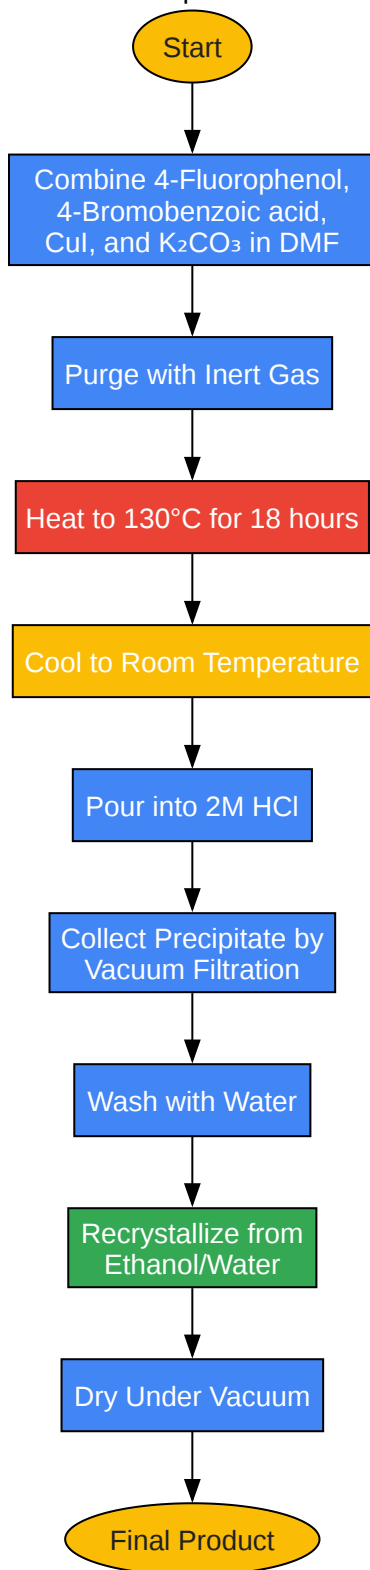 Start
Combine 4-Fluorophenol,
4-Bromobenzoic acid,
CuI, and K₂CO₃ in DMF
Purge with Inert Gas
Heat to 130°C for 18 hours
Cool to Room Temperature
Pour into 2M HCl
Collect Precipitate by
Vacuum Filtration
Wash with Water
Recrystallize from
Ethanol/Water
Dry Under Vacuum
Final Product